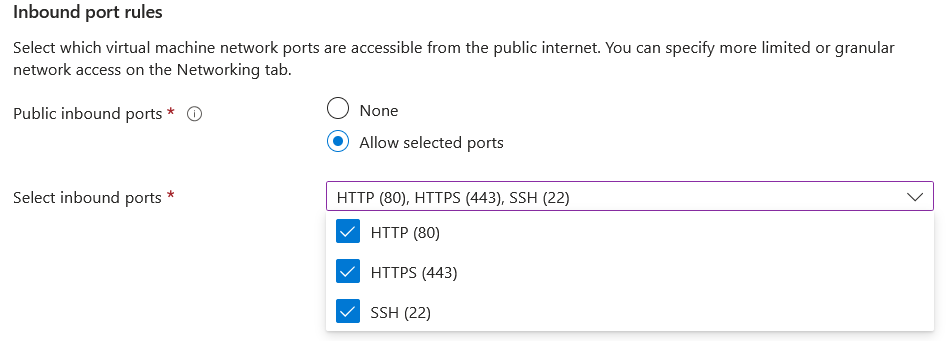 Inbound port rules
Select which virtual machine network ports are accessible from the public internet. You can specify more limited or granular
network access on the Networking tab.
Public inbound ports *
None
Allow selected ports
Select inbound ports *
HTTP (80), HTTPS (443), SSH (22)
HTTP (80)
HTTPS (443)
SSH (22)